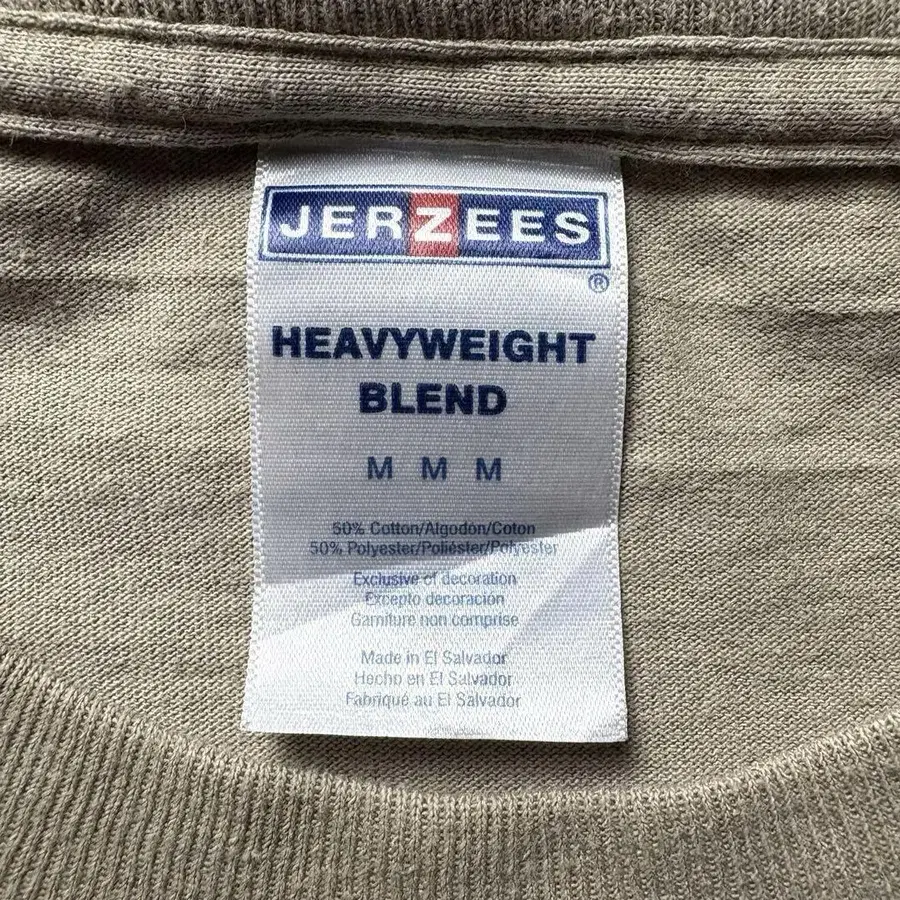 JERZEES
®
HEAVYWEIGHT
BLEND
M M M
50% Cotton/Algodón/Coton
50% Polyester/Poliéster/Polyester
Exclusive of decoration
Excepto decoración
Garniture non comprise
Made in El Salvador
Hecho en El Salvador
Fabriqué au El Salvador